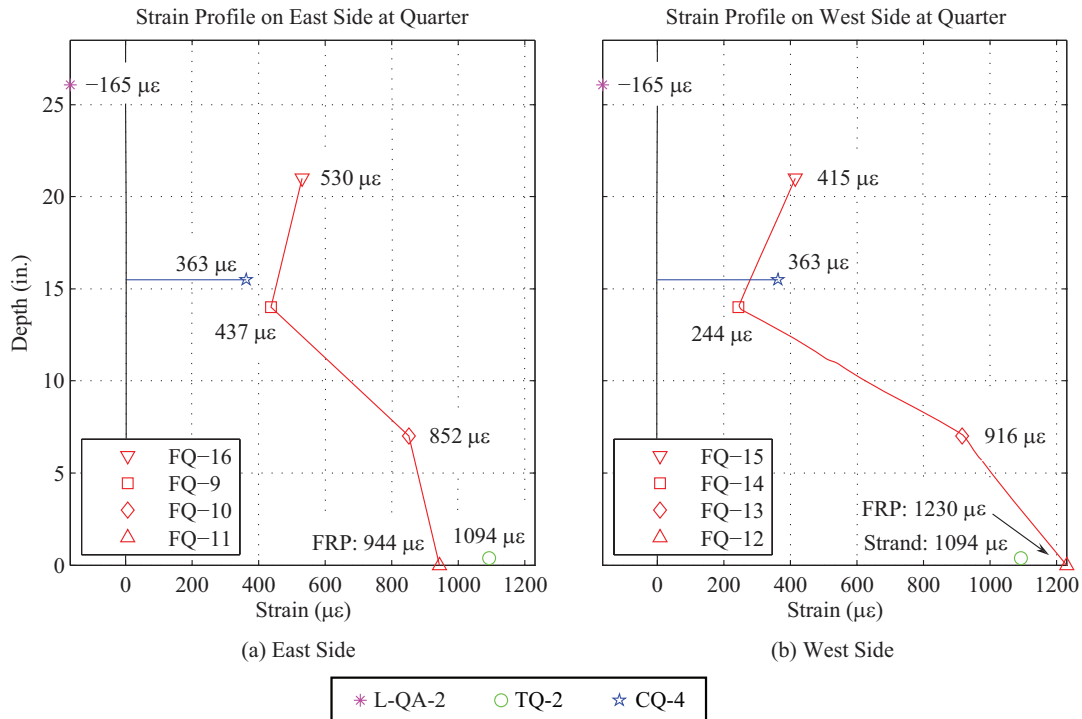 Strain Profile on East Side at Quarter
−165 με
530 με
363 με
437 με
852 με
FRP: 944 με
1094 με
FQ−16
FQ−9
FQ−10
FQ−11
25
20
15
10
5
0
Depth (in.)
0 200 400 600 800 1000 1200
Strain (με)
(a) East Side
Strain Profile on West Side at Quarter
−165 με
415 με
363 με
244 με
916 με
FRP: 1230 με
Strand: 1094 με
FQ−15
FQ−14
FQ−13
FQ−12
25
20
15
10
5
0
0 200 400 600 800 1000 1200
Strain (με)
(b) West Side
L-QA-2 TQ-2 CQ-4